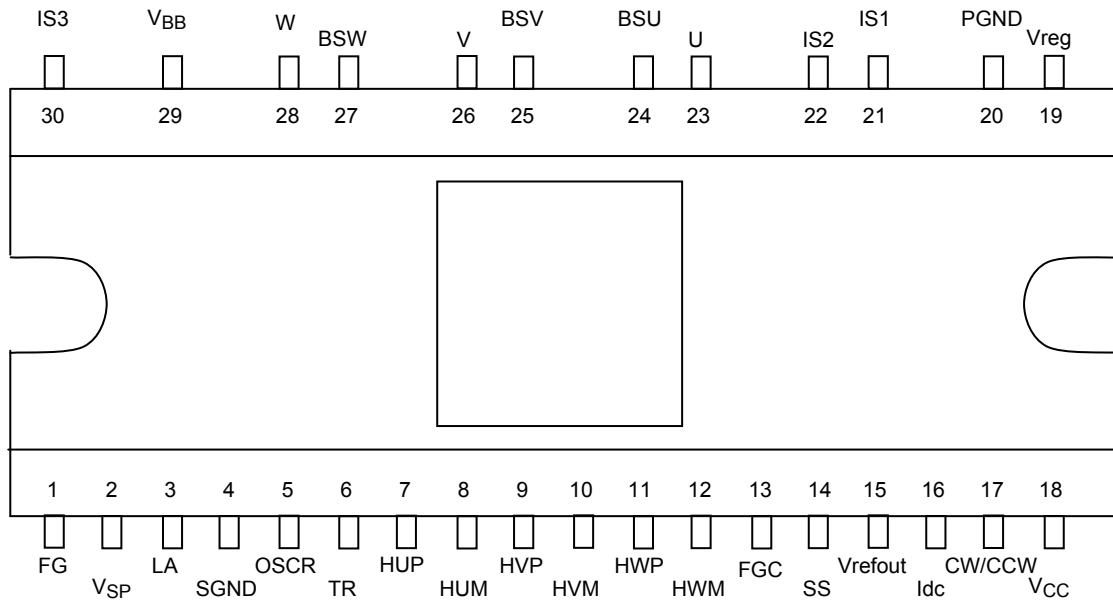 IS3 VBB W BSW V BSV BSU U IS2 IS1 PGND Vreg
30 29 28 27 26 25 24 23 22 21 20 19
1 2 3 4 5 6 7 8 9 10 11 12 13 14 15 16 17 18
FG VSP LA SGND OSCR TR HUP HUM HVP HVM HWP HWM FGC SS Vrefout Idc CW/CCW VCC